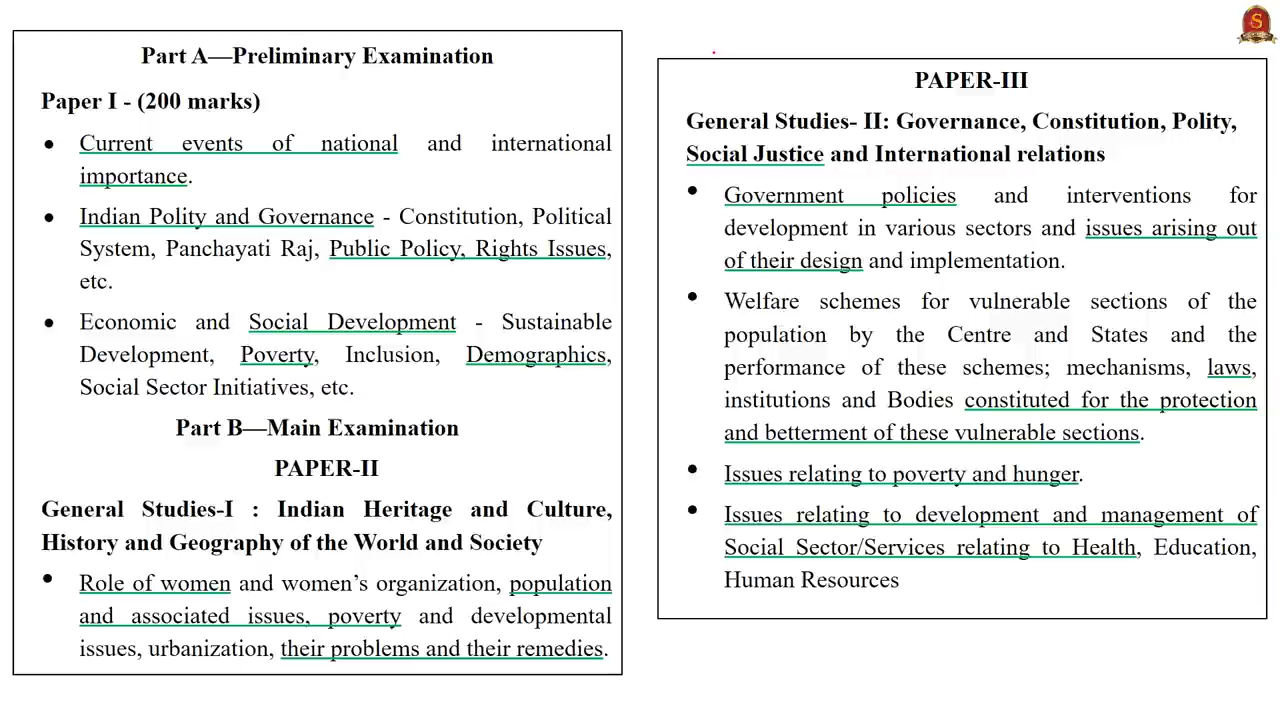 Part A—Preliminary Examination
Paper I - (200 marks)
• Current events of national and international
importance.
• Indian Polity and Governance - Constitution, Political
System, Panchayati Raj, Public Policy, Rights Issues,
etc.
• Economic and Social Development - Sustainable
Development, Poverty, Inclusion, Demographics,
Social Sector Initiatives, etc.
Part B—Main Examination
PAPER-II
General Studies-I : Indian Heritage and Culture,
History and Geography of the World and Society
• Role of women and women’s organization, population
and associated issues, poverty and developmental
issues, urbanization, their problems and their remedies.
PAPER-III
General Studies- II: Governance, Constitution, Polity,
Social Justice and International relations
• Government policies and interventions for
development in various sectors and issues arising out
of their design and implementation.
• Welfare schemes for vulnerable sections of the
population by the Centre and States and the
performance of these schemes; mechanisms, laws,
institutions and Bodies constituted for the protection
and betterment of these vulnerable sections.
• Issues relating to poverty and hunger.
• Issues relating to development and management of
Social Sector/Services relating to Health, Education,
Human Resources
S